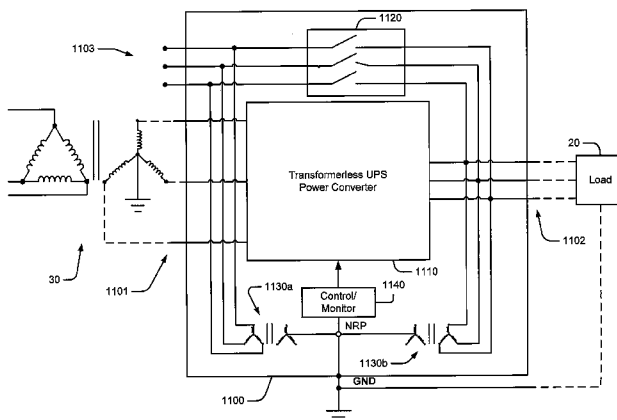 1120
1103
20
Load
Transformerless UPS
Power Converter
30
1101
1110
1102
1130a
Control/
Monitor
1140
NRP
1130b
1100
GND